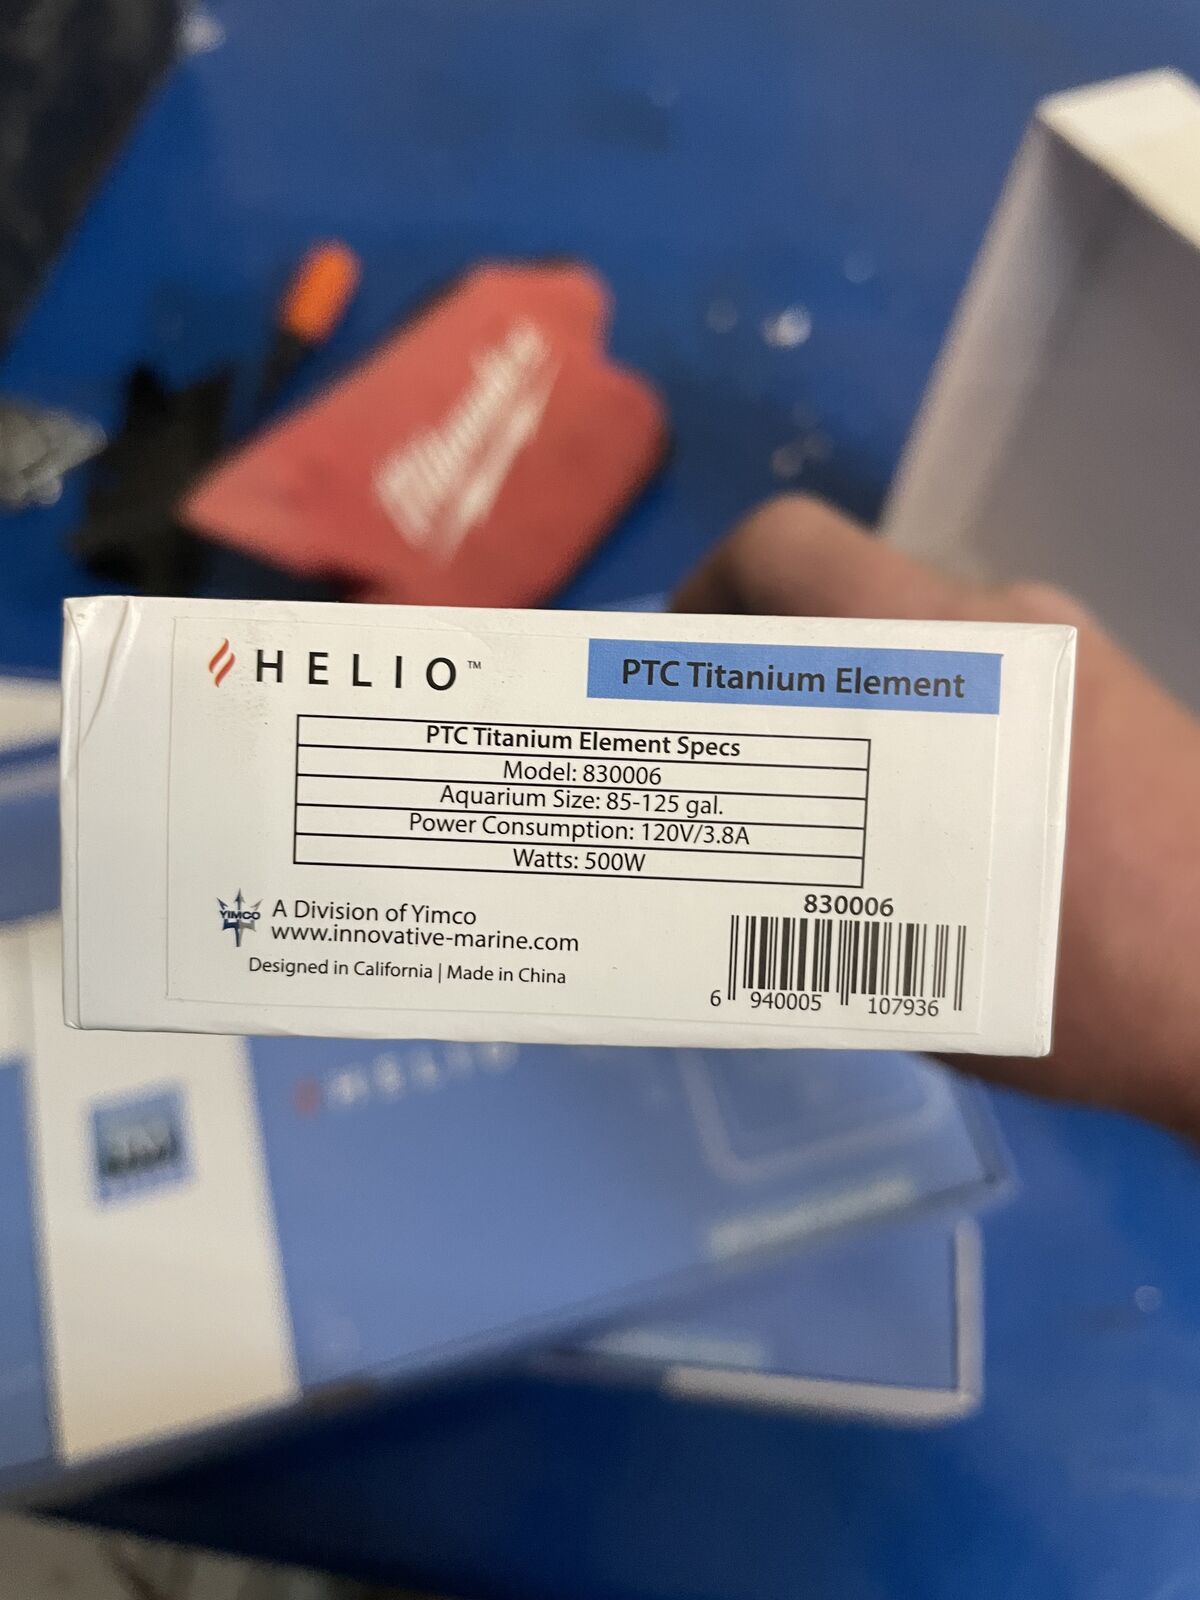 Milwaukee
HELIO™
PTC Titanium Element
PTC Titanium Element Specs
Model: 830006
Aquarium Size: 85-125 gal.
Power Consumption: 120V/3.8A
Watts: 500W
YIMCO
A Division of Yimco
www.innovative-marine.com
Designed in California | Made in China
830006
6 940005 107936
HELIO